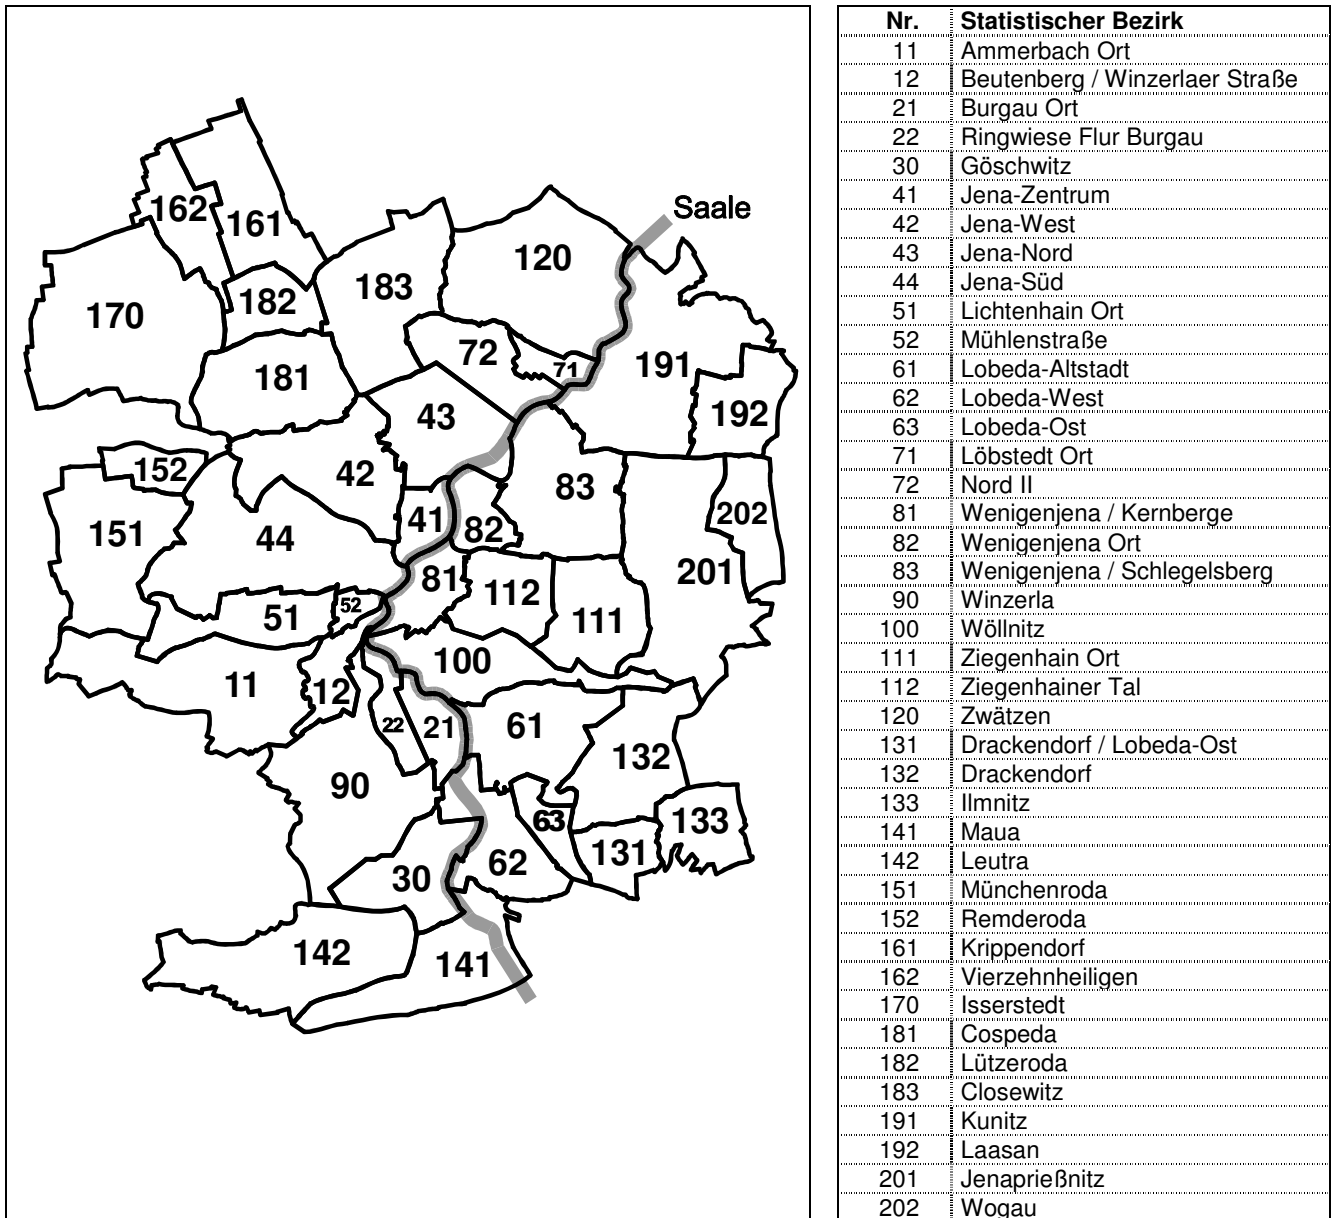 Saale
162
161
120
170
182
183
72
71
191
181
192
43
152
42
83
151
44
41
82
202
81
112
201
51
52
111
11
12
100
22
21
61
132
90
63
133
30
62
131
142
141
Nr. Statistischer Bezirk
11 Ammerbach Ort
12 Beutenberg / Winzerlaer Straße
21 Burgau Ort
22 Ringwiese Flur Burgau
30 Göschwitz
41 Jena-Zentrum
42 Jena-West
43 Jena-Nord
44 Jena-Süd
51 Lichtenhain Ort
52 Mühlenstraße
61 Lobeda-Altstadt
62 Lobeda-West
63 Lobeda-Ost
71 Löbstedt Ort
72 Nord II
81 Wenigenjena / Kernberge
82 Wenigenjena Ort
83 Wenigenjena / Schlegelsberg
90 Winzerla
100 Wöllnitz
111 Ziegenhain Ort
112 Ziegenhainer Tal
120 Zwätzen
131 Drackendorf / Lobeda-Ost
132 Drackendorf
133 Ilmnitz
141 Maua
142 Leutra
151 Münchenroda
152 Remderoda
161 Krippendorf
162 Vierzehnheiligen
170 Isserstedt
181 Cospeda
182 Lützeroda
183 Closewitz
191 Kunitz
192 Laasan
201 Jenaprießnitz
202 Wogau